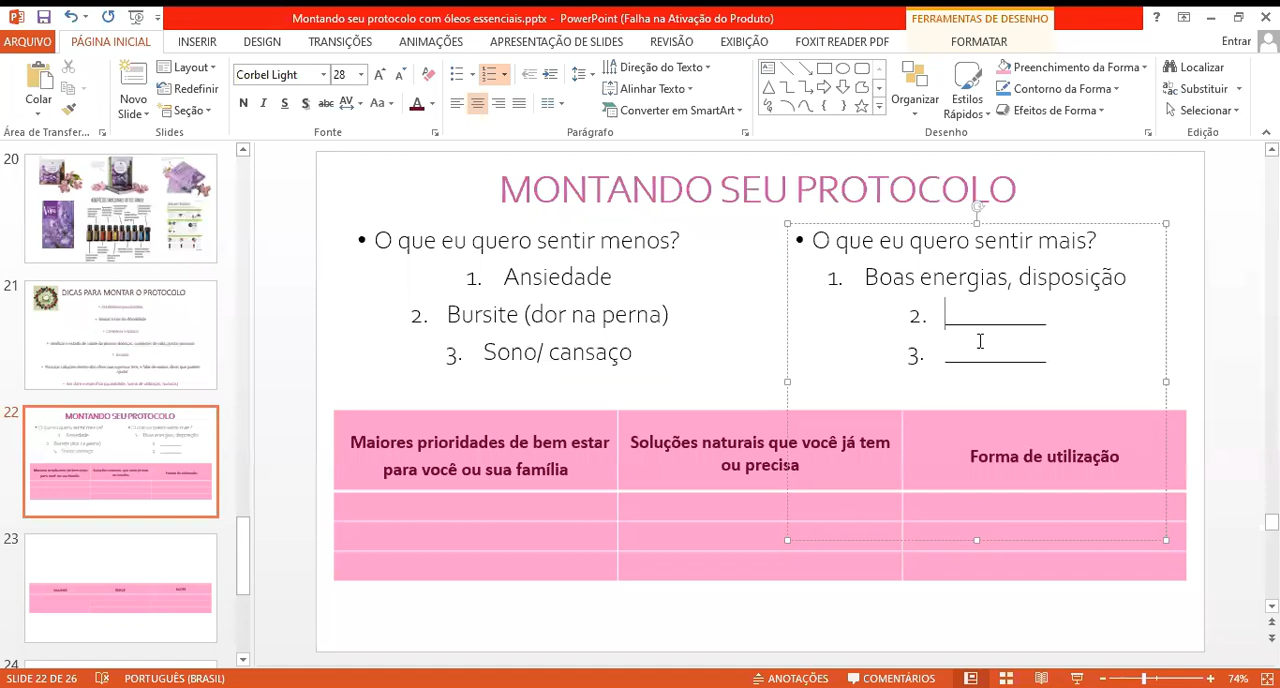 Montando seu protocolo com óleos essenciais.pptx - PowerPoint (Falha na Ativação do Produto)
FERRAMENTAS DE DESENHO
ARQUIVO PÁGINA INICIAL INSERIR DESIGN TRANSIÇÕES ANIMAÇÕES APRESENTAÇÃO DE SLIDES REVISÃO EXIBIÇÃO FOXIT READER PDF FORMATAR Entrar
Colar
Área de Transfer...
Novo Slide
Layout
Redefinir
Seção
Slides
Corbel Light 28
N I S S abc AV Aa A
Fonte
Direção do Texto
Alinhar Texto
Converter em SmartArt
Parágrafo
Organizar
Estilos Rápidos
Preenchimento da Forma
Contorno da Forma
Efeitos de Forma
Desenho
Localizar
Substituir
Selecionar
Edição
20
21
DICAS PARA MONTAR O PROTOCOLO
22
MONTANDO SEU PROTOCOLO
23
24
MONTANDO SEU PROTOCOLO
• O que eu quero sentir menos?
1. Ansiedade
2. Bursite (dor na perna)
3. Sono/ cansaço
• O que eu quero sentir mais?
1. Boas energias, disposição
2. ________
3. ________
Maiores prioridades de bem estar
para você ou sua família
Soluções naturais que você já tem
ou precisa
Forma de utilização
SLIDE 22 DE 26 PORTUGUÊS (BRASIL) ANOTAÇÕES COMENTÁRIOS 74%